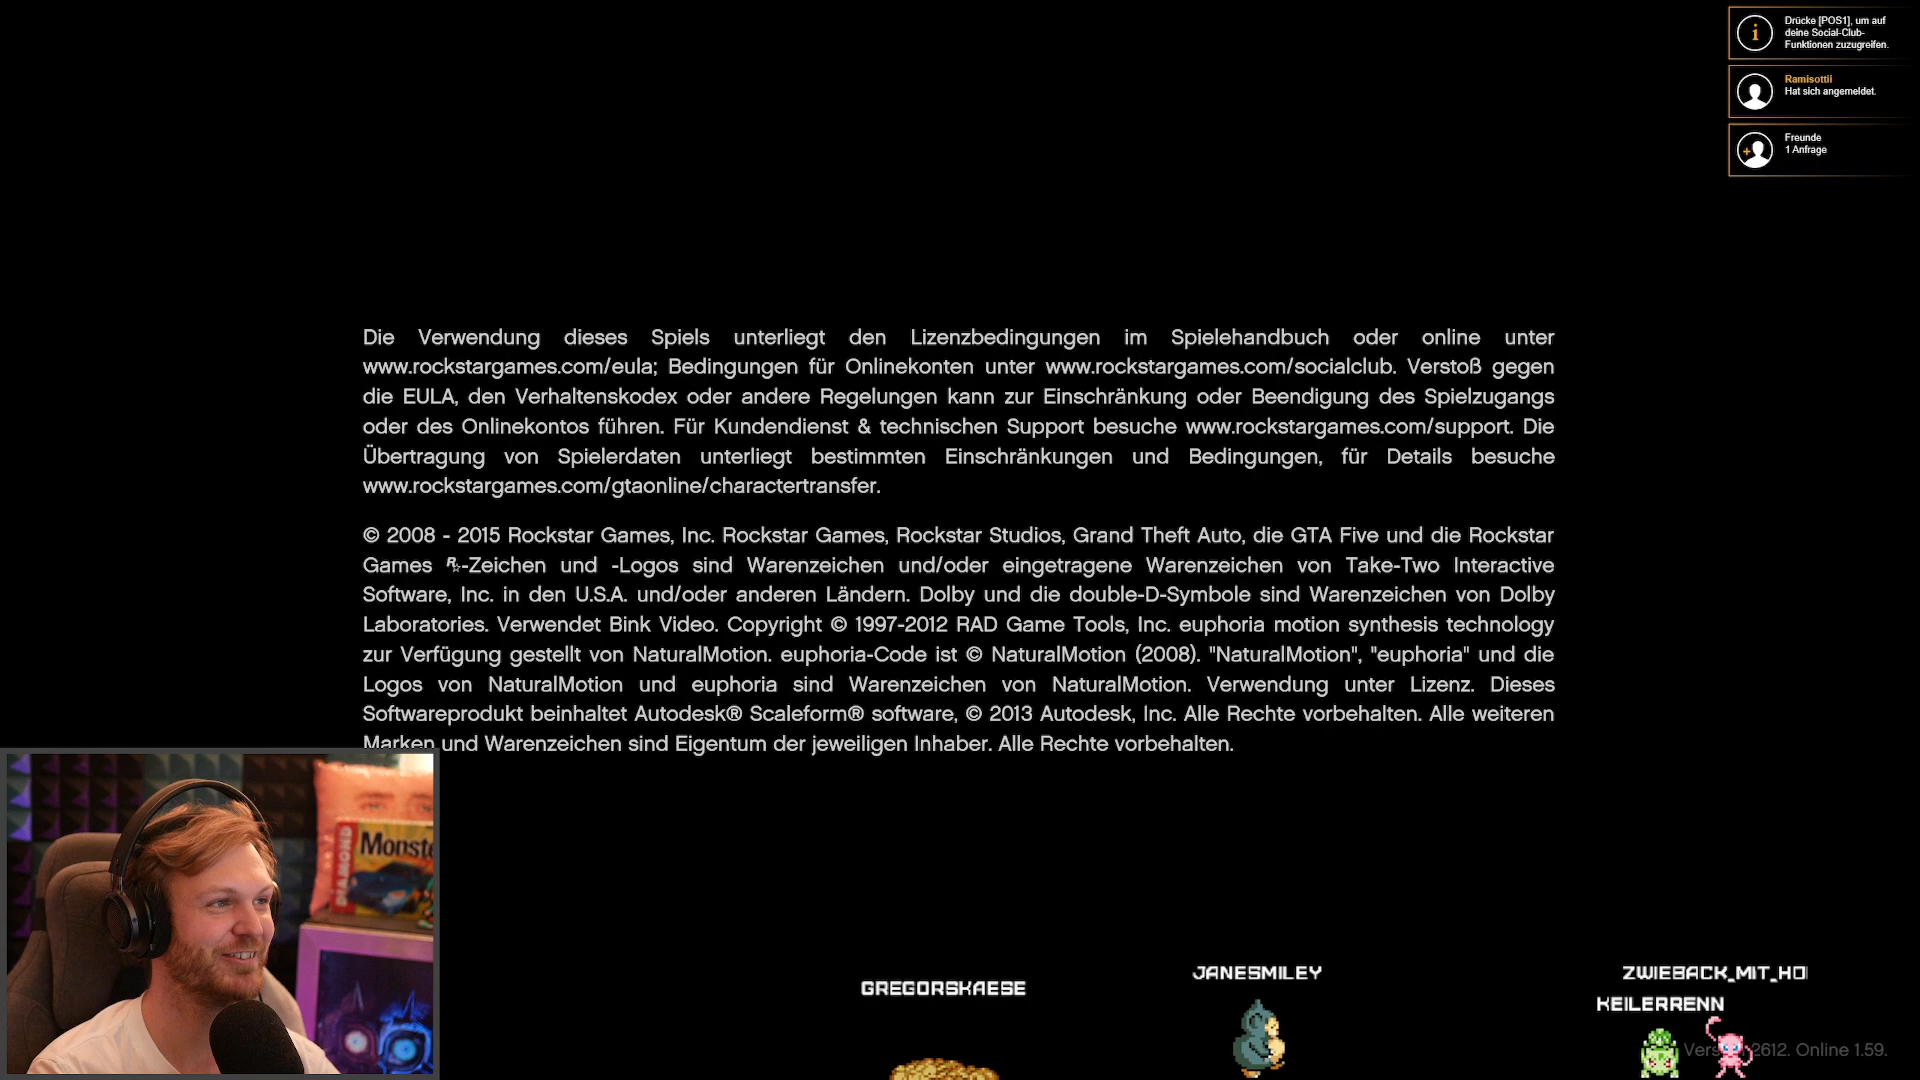 Drücke [POS1], um auf
deine Social-Club-
Funktionen zuzugreifen.
Ramisottii
Hat sich angemeldet.
Freunde
1 Anfrage
Die Verwendung dieses Spiels unterliegt den Lizenzbedingungen im Spielehandbuch oder online unter
www.rockstargames.com/eula; Bedingungen für Onlinekonten unter www.rockstargames.com/socialclub. Verstoß gegen
die EULA, den Verhaltenskodex oder andere Regelungen kann zur Einschränkung oder Beendigung des Spielzugangs
oder des Onlinekontos führen. Für Kundendienst & technischen Support besuche www.rockstargames.com/support. Die
Übertragung von Spielerdaten unterliegt bestimmten Einschränkungen und Bedingungen, für Details besuche
www.rockstargames.com/gtaonline/charactertransfer.
© 2008 - 2015 Rockstar Games, Inc. Rockstar Games, Rockstar Studios, Grand Theft Auto, die GTA Five und die Rockstar
Games R-Zeichen und -Logos sind Warenzeichen und/oder eingetragene Warenzeichen von Take-Two Interactive
Software, Inc. in den U.S.A. und/oder anderen Ländern. Dolby und die double-D-Symbole sind Warenzeichen von Dolby
Laboratories. Verwendet Bink Video. Copyright © 1997-2012 RAD Game Tools, Inc. euphoria motion synthesis technology
zur Verfügung gestellt von NaturalMotion. euphoria-Code ist © NaturalMotion (2008). "NaturalMotion", "euphoria" und die
Logos von NaturalMotion und euphoria sind Warenzeichen von NaturalMotion. Verwendung unter Lizenz. Dieses
Softwareprodukt beinhaltet Autodesk® Scaleform® software, © 2013 Autodesk, Inc. Alle Rechte vorbehalten. Alle weiteren
Marken und Warenzeichen sind Eigentum der jeweiligen Inhaber. Alle Rechte vorbehalten.
DIAMOND
Monste
GREGORSKAESE
JANESMILEY
ZWIEBACK_MIT_HO
KEILERRENN
2612. Online 1.59.